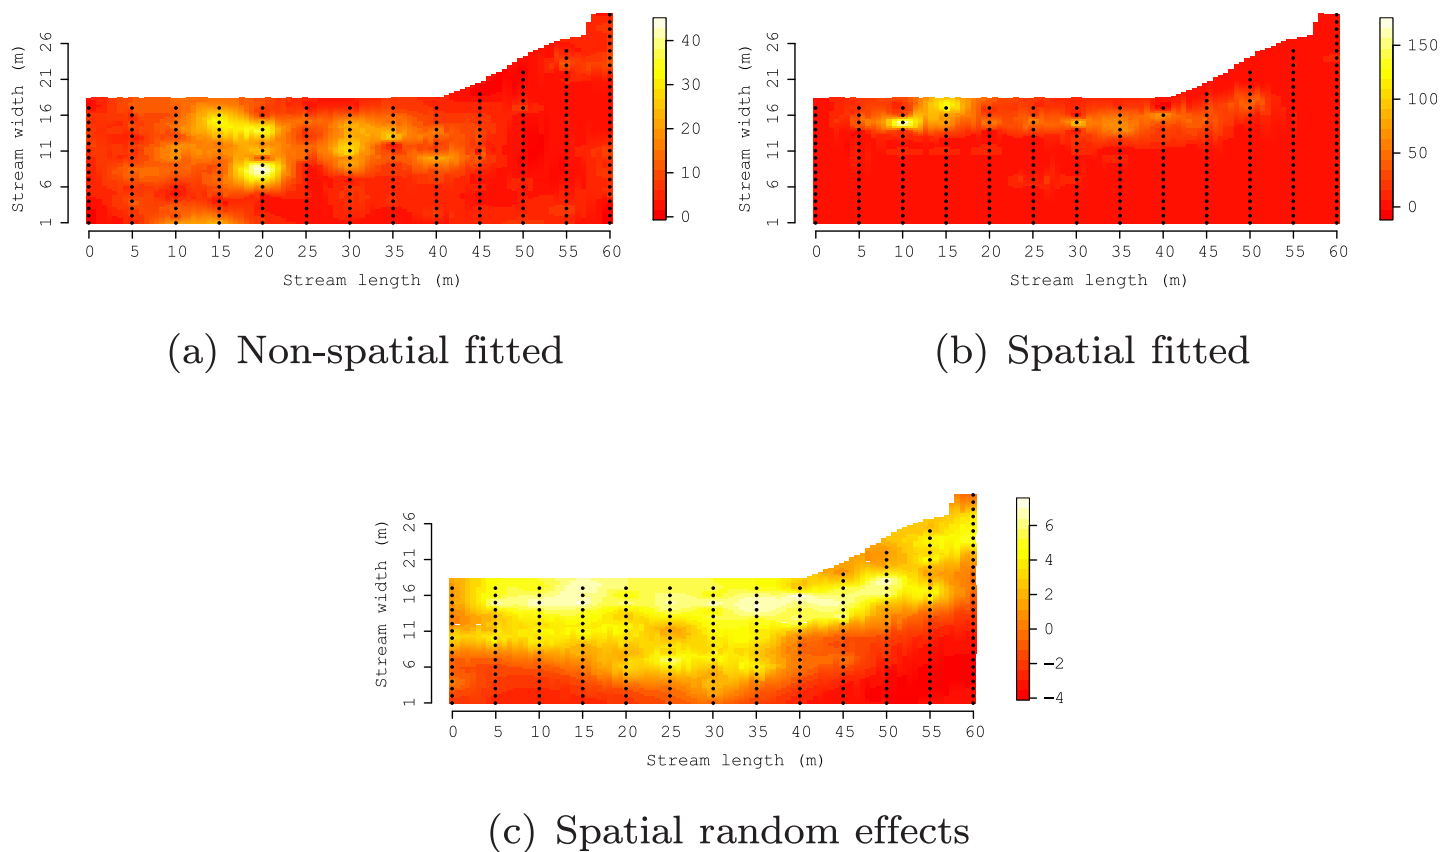 Stream width (m)
1 6 11 16 21 26
0 5 10 15 20 25 30 35 40 45 50 55 60
Stream length (m)
0 10 20 30 40
(a) Non-spatial fitted
Stream width (m)
1 6 11 16 21 26
0 5 10 15 20 25 30 35 40 45 50 55 60
Stream length (m)
0 50 100 150
(b) Spatial fitted
Stream width (m)
1 6 11 16 21 26
0 5 10 15 20 25 30 35 40 45 50 55 60
Stream length (m)
−4 −2 0 2 4 6
(c) Spatial random effects